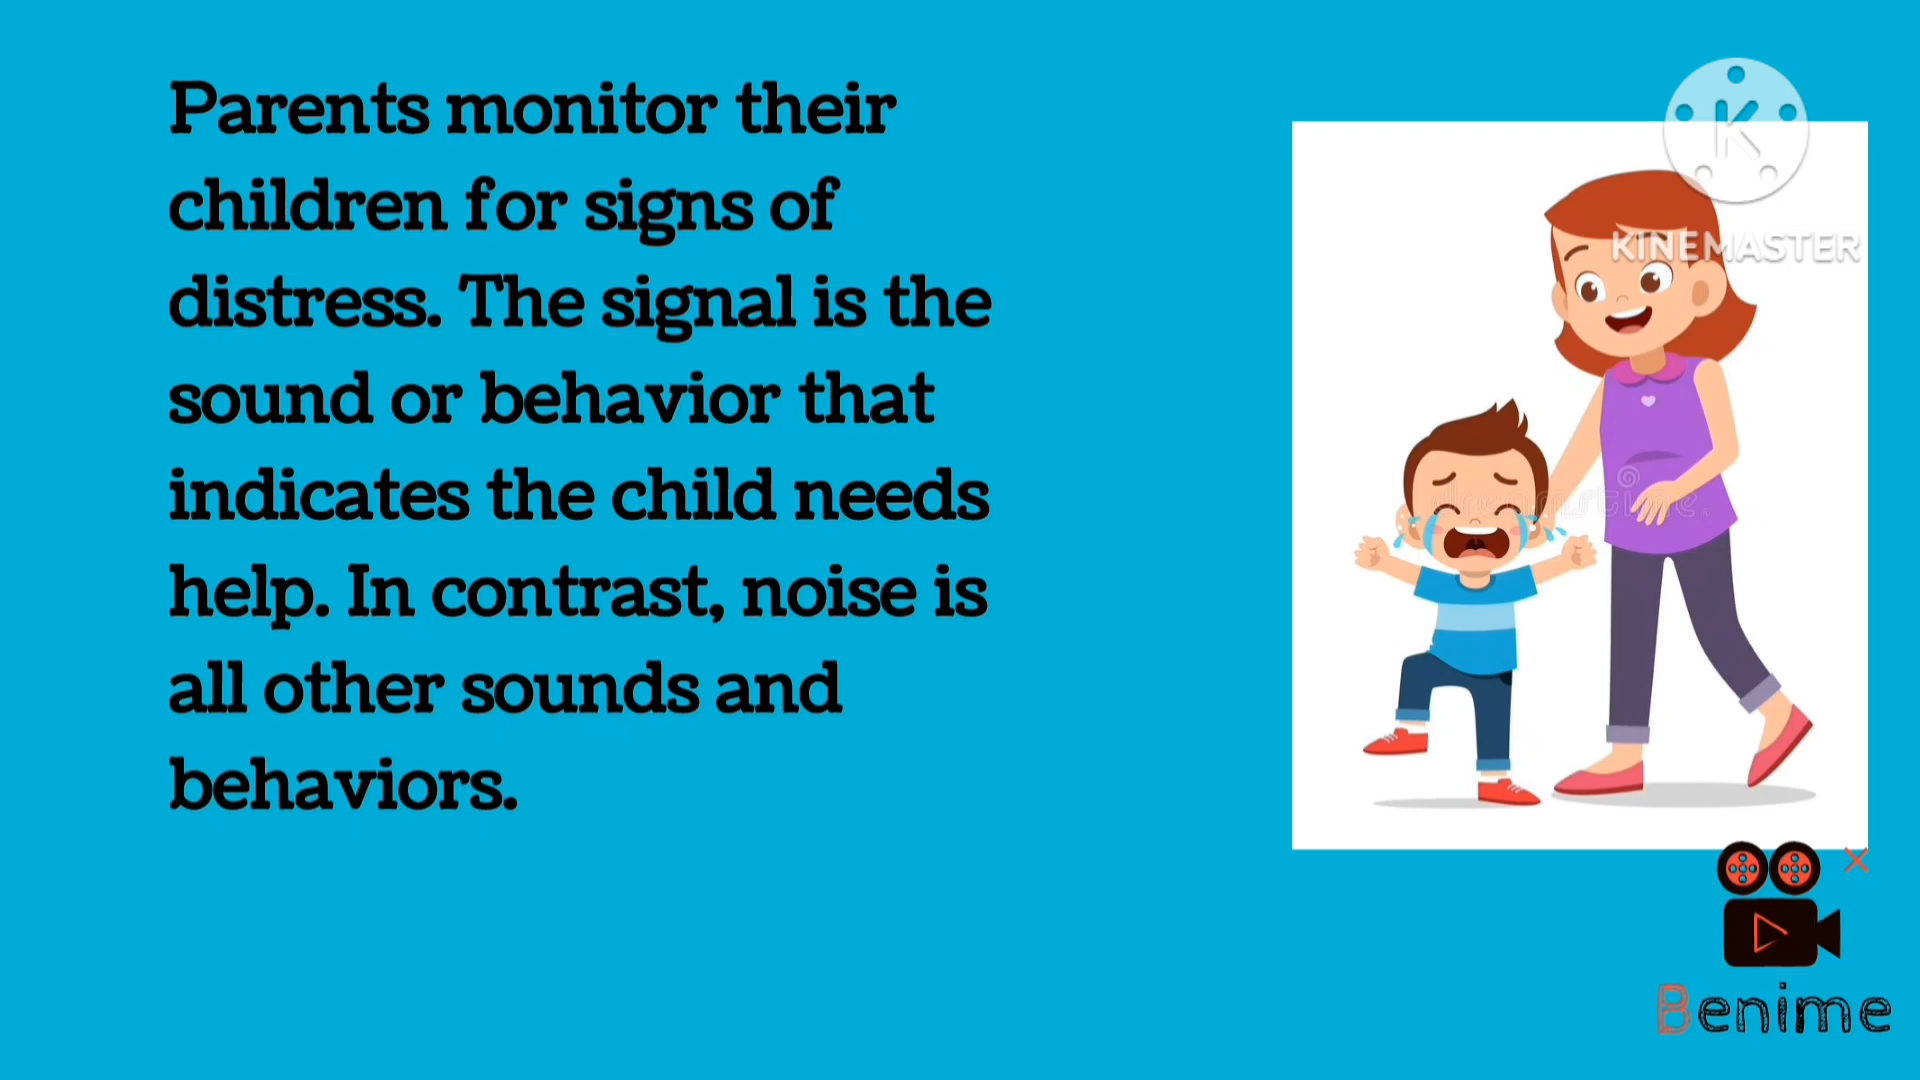 Parents monitor their
children for signs of
distress. The signal is the
sound or behavior that
indicates the child needs
help. In contrast, noise is
all other sounds and
behaviors.
K
KINEMASTER
dreamstime
Benime